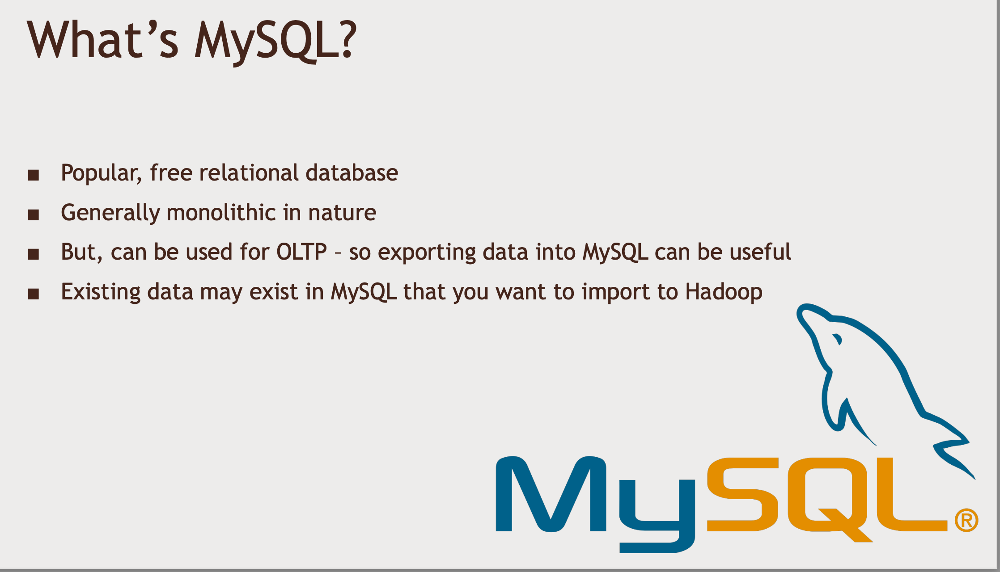 What’s MySQL?
■ Popular, free relational database
■ Generally monolithic in nature
■ But, can be used for OLTP – so exporting data into MySQL can be useful
■ Existing data may exist in MySQL that you want to import to Hadoop
MySQL®